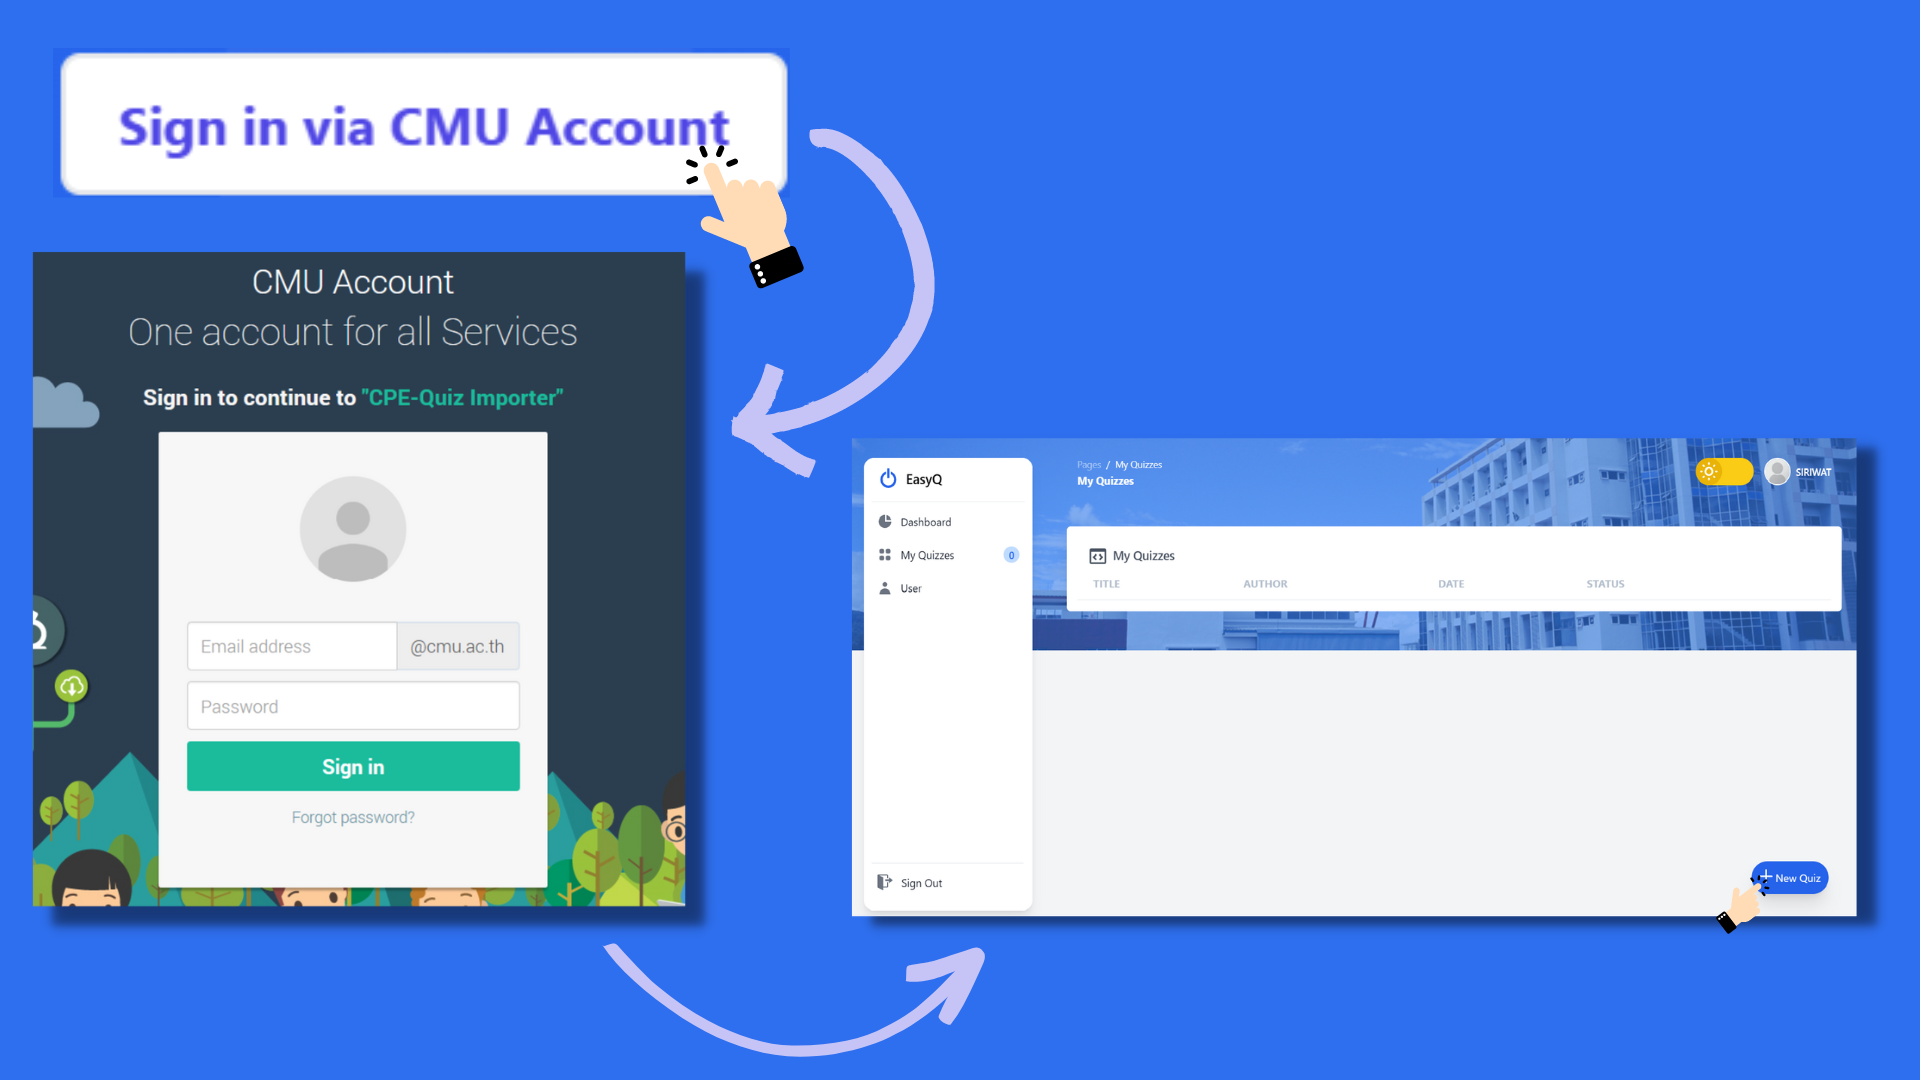 Sign in via CMU Account
CMU Account
One account for all Services
Sign in to continue to "CPE-Quiz Importer"
Email address @cmu.ac.th
Password
Sign in
Forgot password?
EasyQ
Dashboard
My Quizzes 0
User
Sign Out
Pages / My Quizzes
My Quizzes
SIRIWAT
My Quizzes
TITLE AUTHOR DATE STATUS
New Quiz